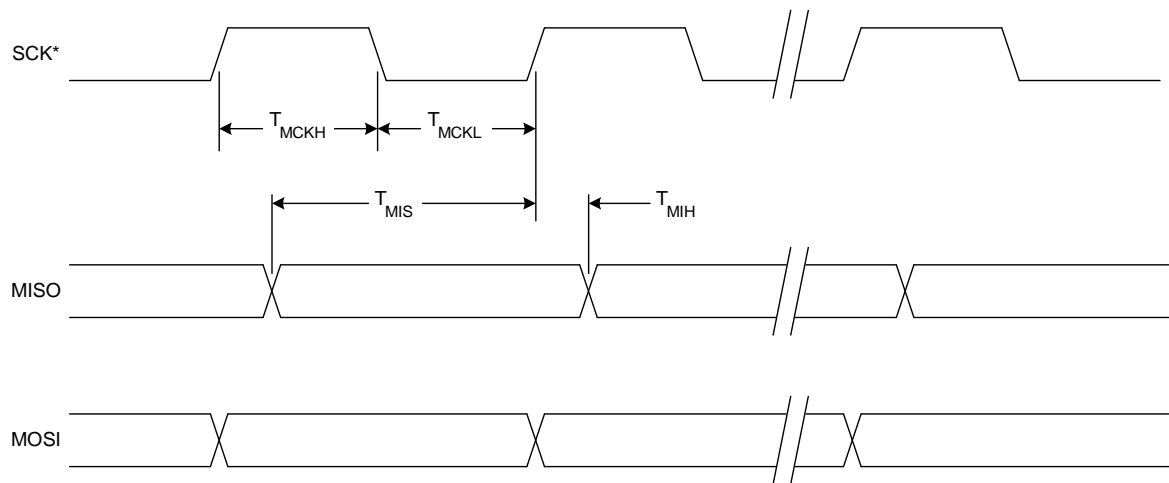 SCK*
T_MCKH
T_MCKL
T_MIS
T_MIH
MISO
MOSI